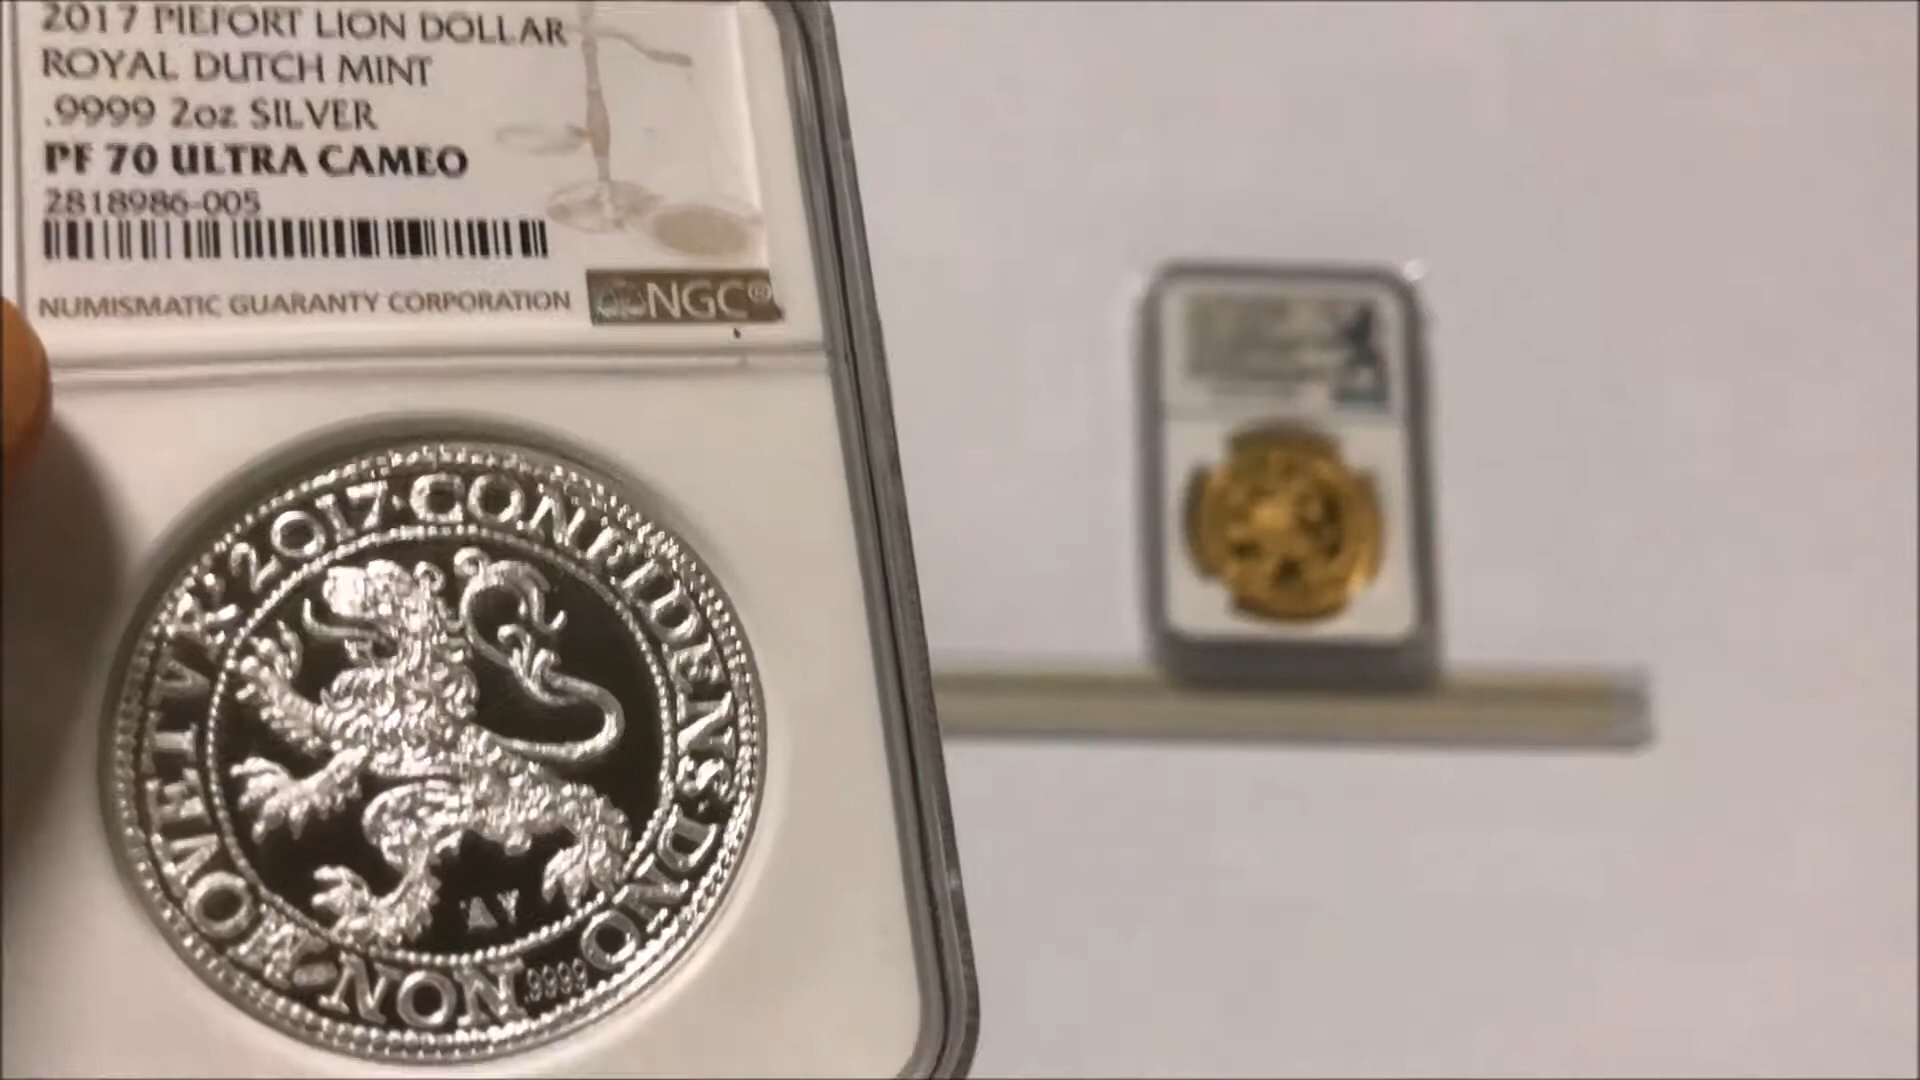 2017 PIEFORT LION DOLLAR
ROYAL DUTCH MINT
.9999 2oz SILVER
PF 70 ULTRA CAMEO
2818986-005
NUMISMATIC GUARANTY CORPORATION
NGC®
2017·CONFIDENS·DNO
.9999
NON·MOVETVR·